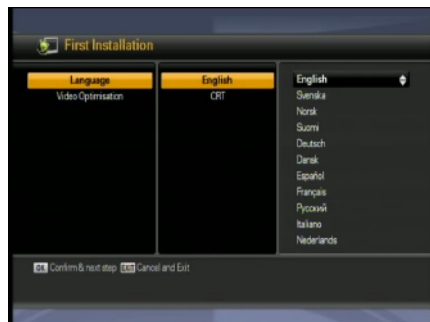 First Installation
Language English English
Video Optimisation CRT Svenska
Norsk
Suomi
Deutsch
Dansk
Español
Français
Русский
Italiano
Nederlands
OK Confirm & next step EXIT Cancel and Exit